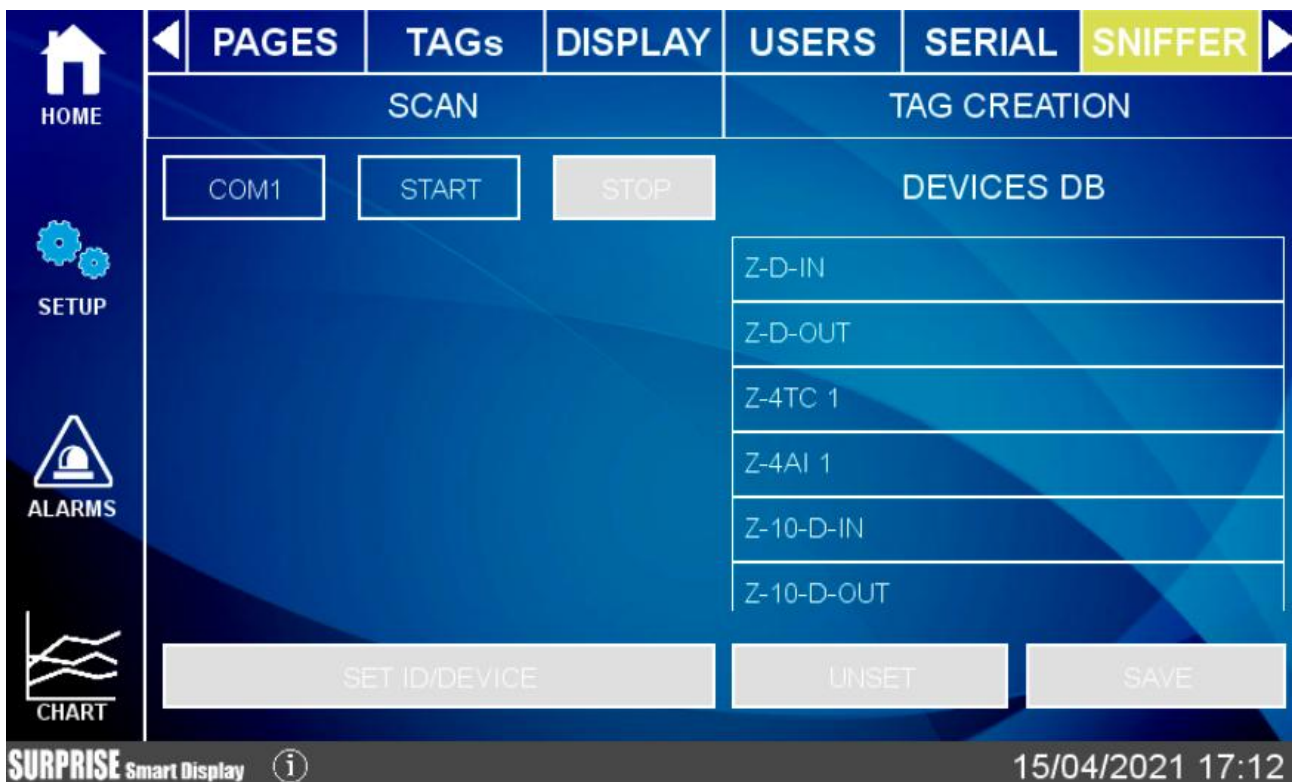 PAGES TAGs DISPLAY USERS SERIAL SNIFFER
HOME
SCAN TAG CREATION
COM1 START STOP DEVICES DB
Z-D-IN
SETUP
Z-D-OUT
Z-4TC 1
Z-4AI 1
ALARMS
Z-10-D-IN
Z-10-D-OUT
SET ID/DEVICE UNSET SAVE
CHART
SURPRISE Smart Display i 15/04/2021 17:12